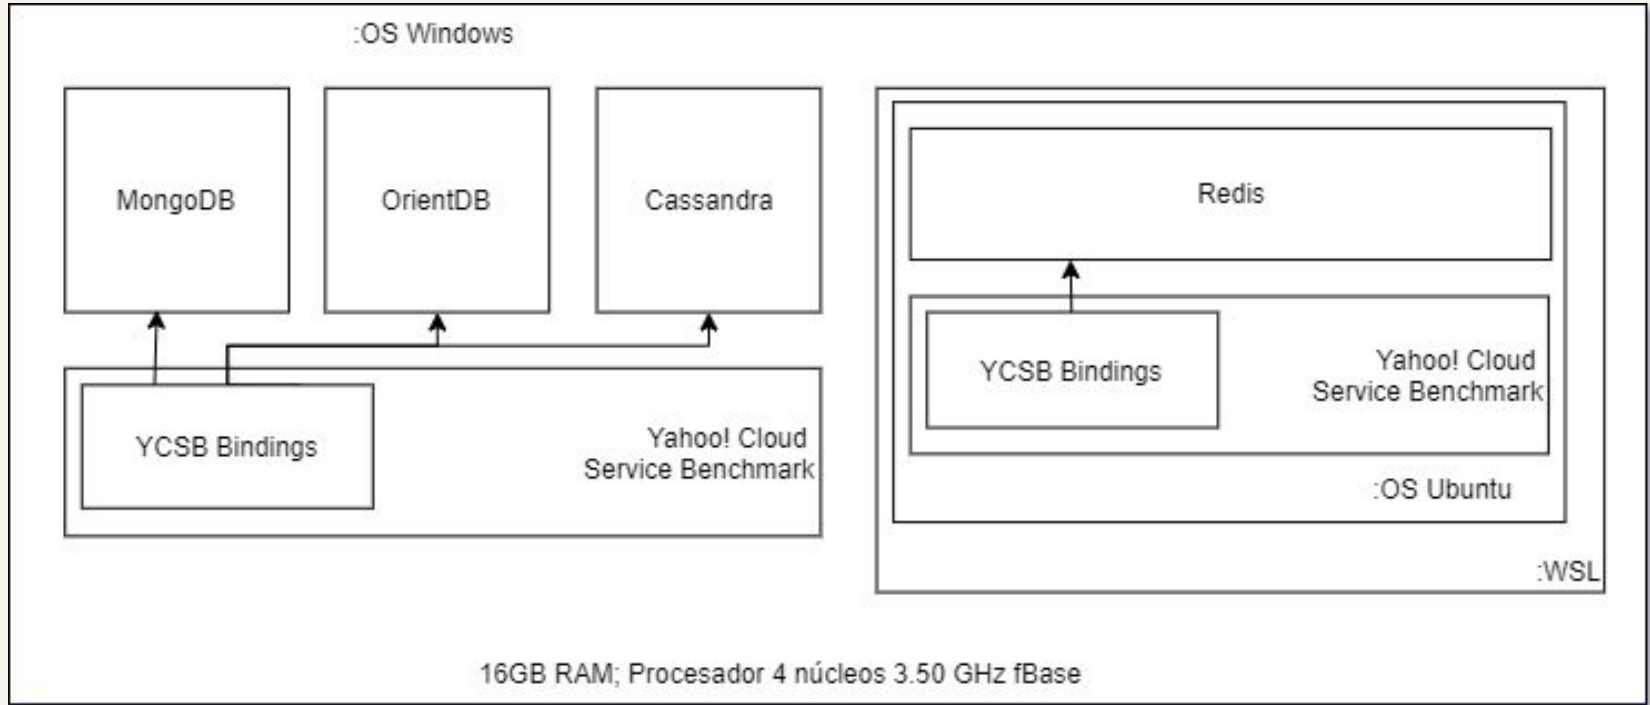 :OS Windows
MongoDB
OrientDB
Cassandra
YCSB Bindings
Yahoo! Cloud
Service Benchmark
Redis
YCSB Bindings
Yahoo! Cloud
Service Benchmark
:OS Ubuntu
:WSL
16GB RAM; Procesador 4 núcleos 3.50 GHz fBase